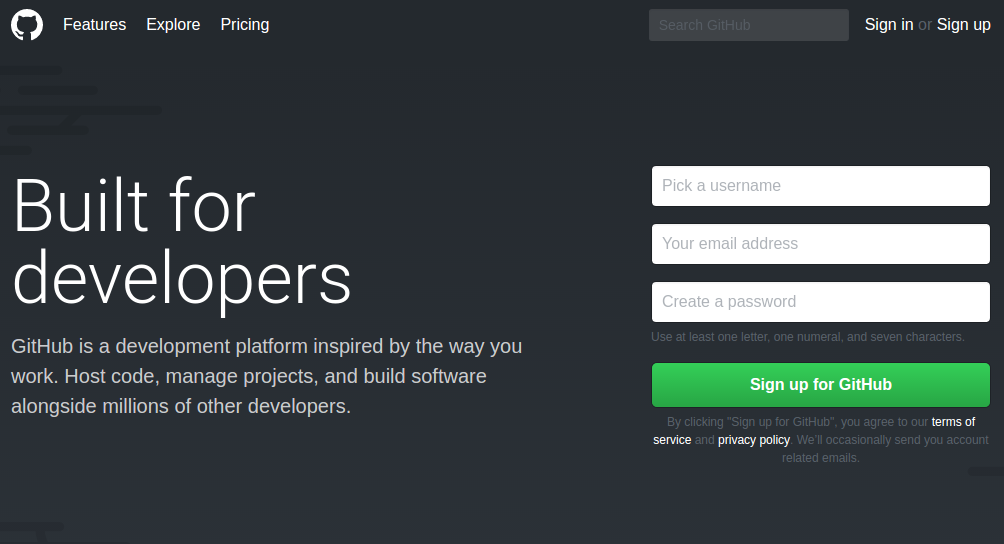 Features Explore Pricing
Search GitHub
Sign in or Sign up
Built for
developers
GitHub is a development platform inspired by the way you
work. Host code, manage projects, and build software
alongside millions of other developers.
Pick a username
Your email address
Create a password
Use at least one letter, one numeral, and seven characters.
Sign up for GitHub
By clicking "Sign up for GitHub", you agree to our terms of
service and privacy policy. We’ll occasionally send you account
related emails.